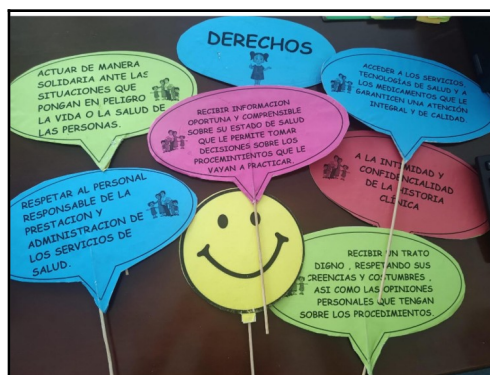 DERECHOS
ACTUAR DE MANERA
SOLIDARIA ANTE LAS
SITUACIONES QUE
PONGAN EN PELIGRO
LA VIDA O LA SALUD DE
LAS PERSONAS.
RECIBIR INFORMACION
OPORTUNA Y COMPRENSIBLE
SOBRE SU ESTADO DE SALUD
QUE LE PERMITE TOMAR
DECISIONES SOBRE LOS
PROCEMINTIENTOS QUE LE
VAYAN A PRACTICAR.
ACCEDER A LOS SERVICIOS
TECNOLOGÍAS DE SALUD Y A
LOS MEDICAMENTOS QUE LE
GARANTICEN UNA ATENCIÓN
INTEGRAL Y DE CALIDAD.
RESPETAR AL PERSONAL
RESPONSABLE DE LA
PRESTACION Y
ADMINISTRACION DE
LOS SERVICIOS DE
SALUD.
A LA INTIMIDAD Y
CONFIDENCIALIDAD
DE LA HISTORIA
CLÍNICA
RECIBIR UN TRATO
DIGNO , RESPETANDO SUS
CREENCIAS Y COSTUMBRES ,
ASI COMO LAS OPINIONES
PERSONALES QUE TENGAN
SOBRE LOS PROCEDIMIENTOS.